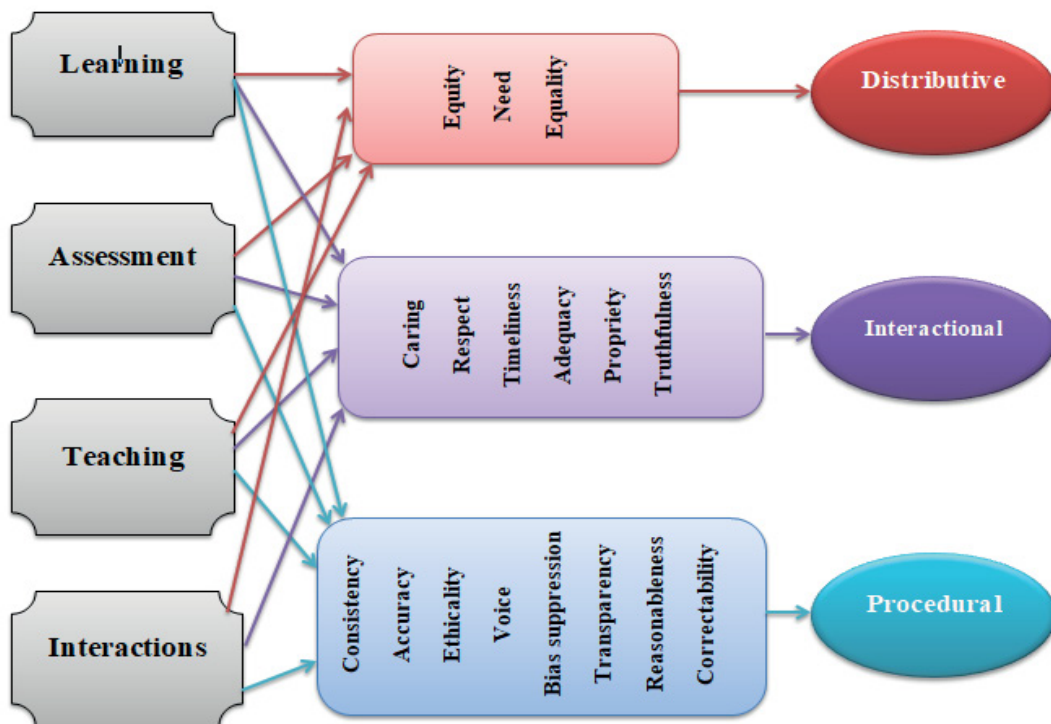 Learning
Assessment
Teaching
Interactions
Equity
Need
Equality
Caring
Respect
Timeliness
Adequacy
Propriety
Truthfulness
Consistency
Accuracy
Ethicality
Voice
Bias suppression
Transparency
Reasonableness
Correctability
Distributive
Interactional
Procedural